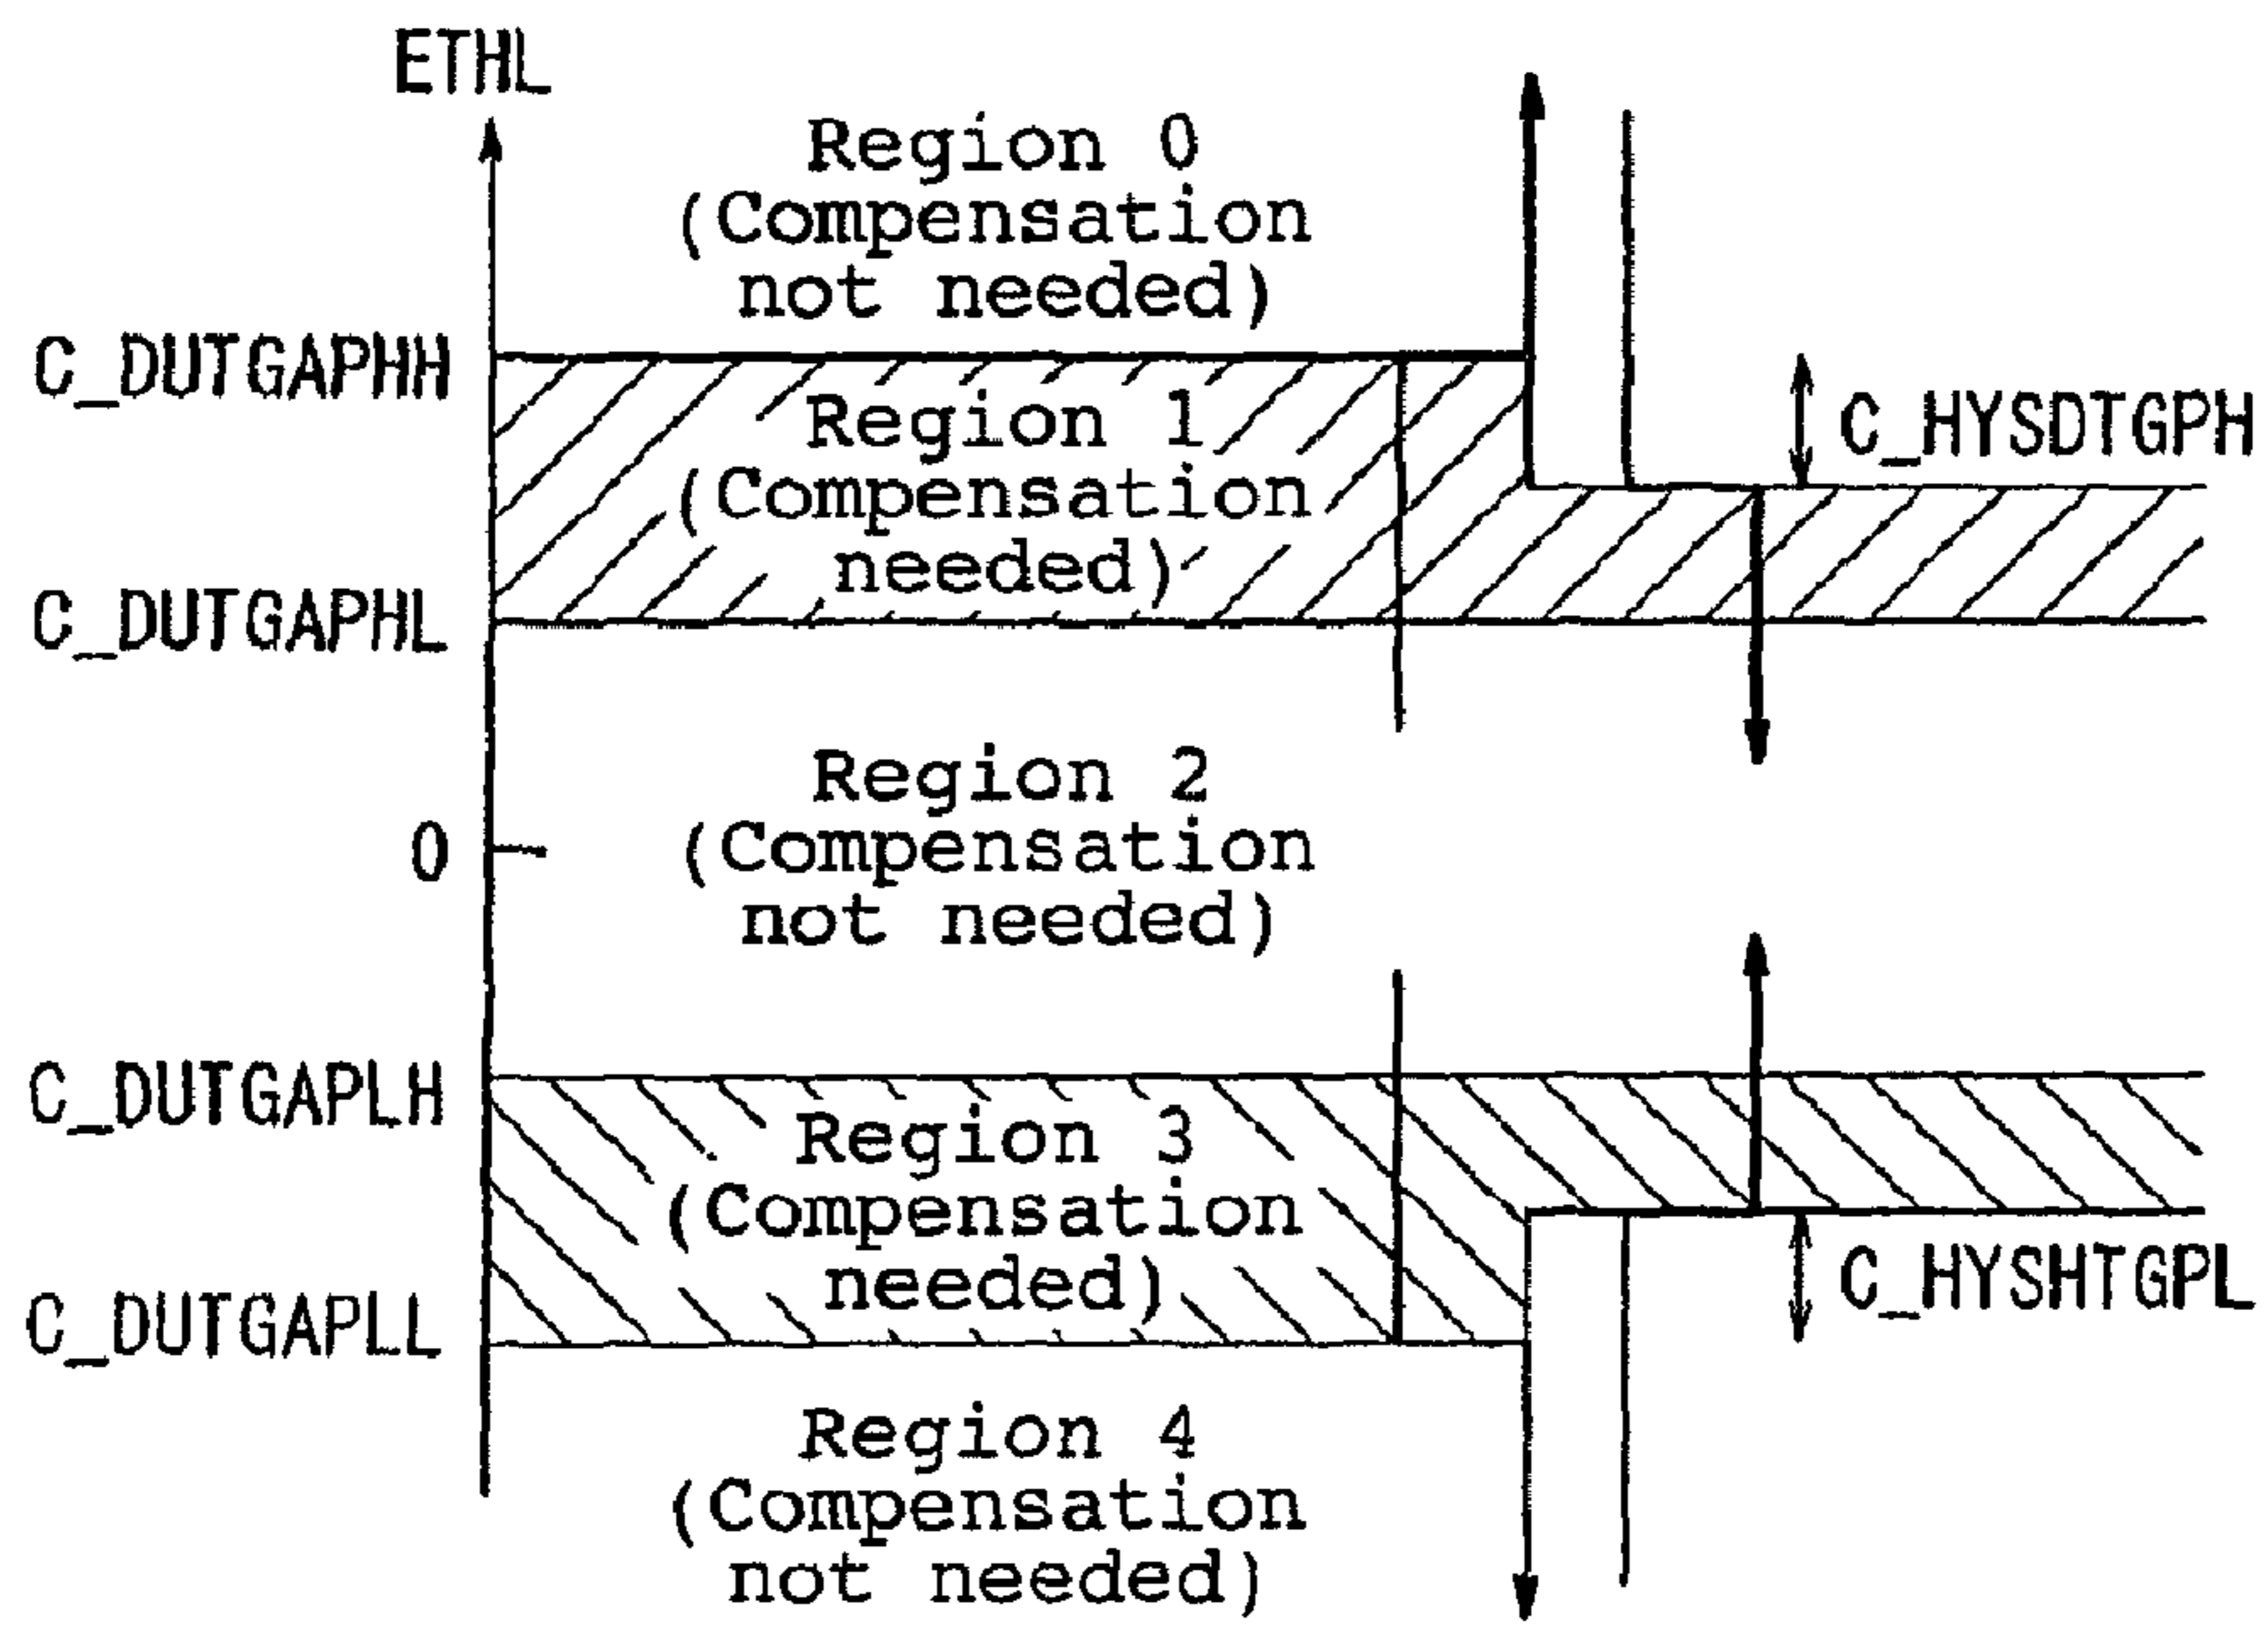 ETHL
Region 0
(Compensation
not needed)
C_DUTGAPHH
Region 1
(Compensation
needed)
C_HYSDTGPH
C_DUTGAPHL
Region 2
(Compensation
not needed)
0
C_DUTGAPLH
Region 3
(Compensation
needed)
C_HYSHTGPL
C_DUTGAPLL
Region 4
(Compensation
not needed)